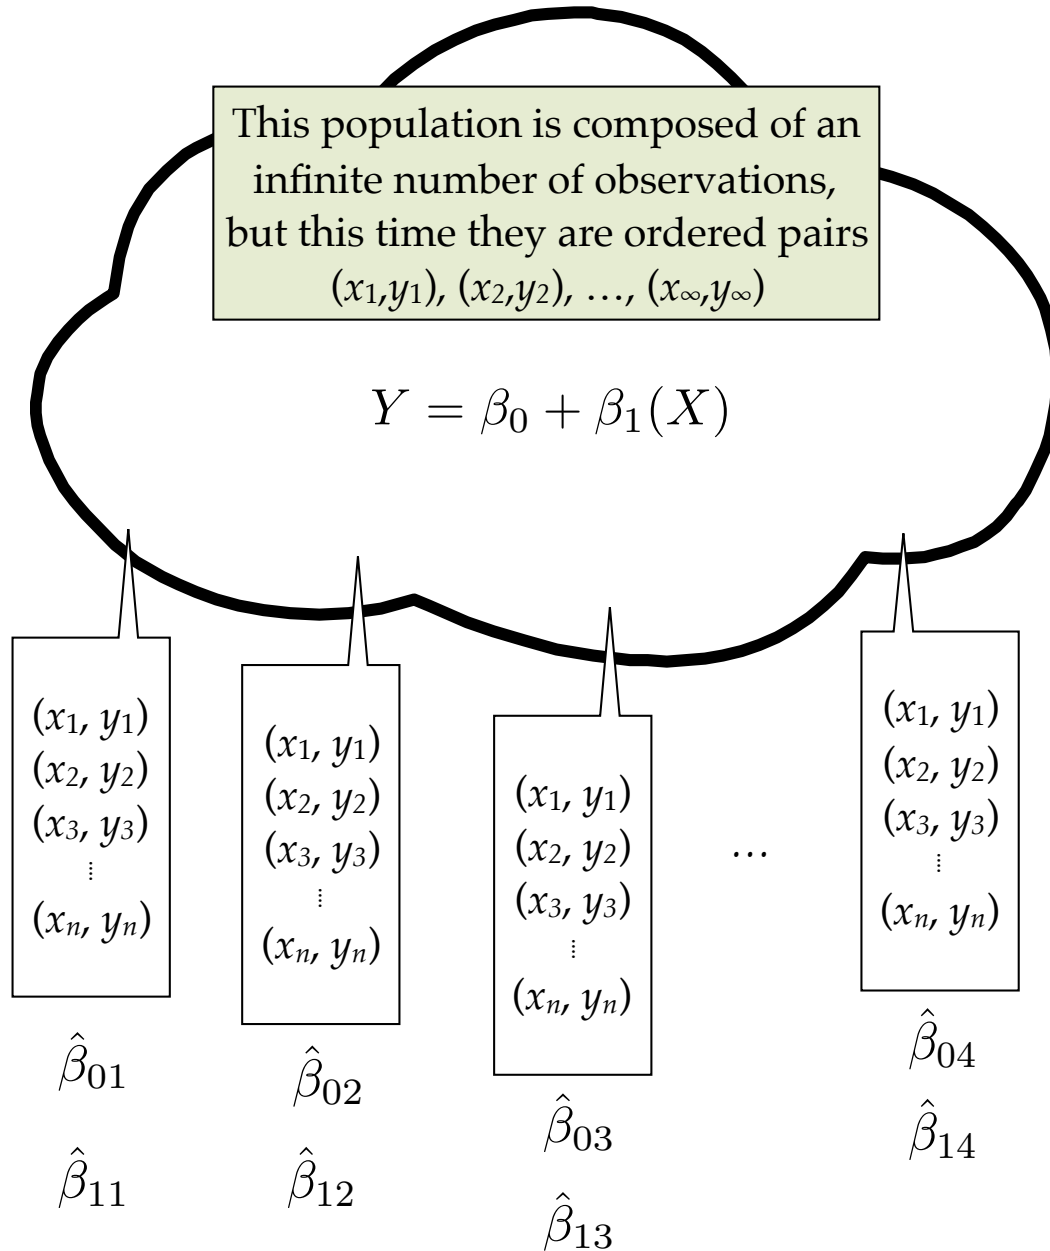 This population is composed of an
infinite number of observations,
but this time they are ordered pairs
(x₁,y₁), (x₂,y₂), …, (x∞,y∞)
Y = β₀ + β₁(X)
(x₁, y₁)
(x₂, y₂)
(x₃, y₃)
⋮
(xₙ, yₙ)
β̂₀₁
β̂₁₁
(x₁, y₁)
(x₂, y₂)
(x₃, y₃)
⋮
(xₙ, yₙ)
β̂₀₂
β̂₁₂
(x₁, y₁)
(x₂, y₂)
(x₃, y₃)
⋮
(xₙ, yₙ)
β̂₀₃
β̂₁₃
…
(x₁, y₁)
(x₂, y₂)
(x₃, y₃)
⋮
(xₙ, yₙ)
β̂₀₄
β̂₁₄